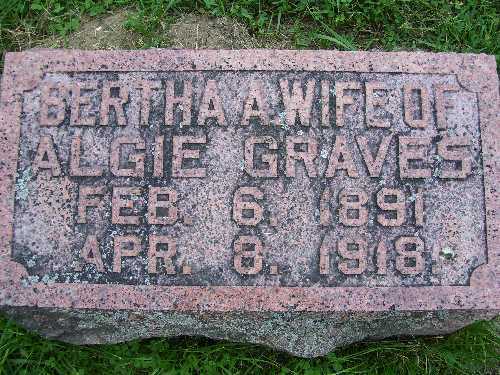 BERTHA A. WIFE OF
ALGIE GRAVES
FEB. 6. 1891
APR. 8. 1918.